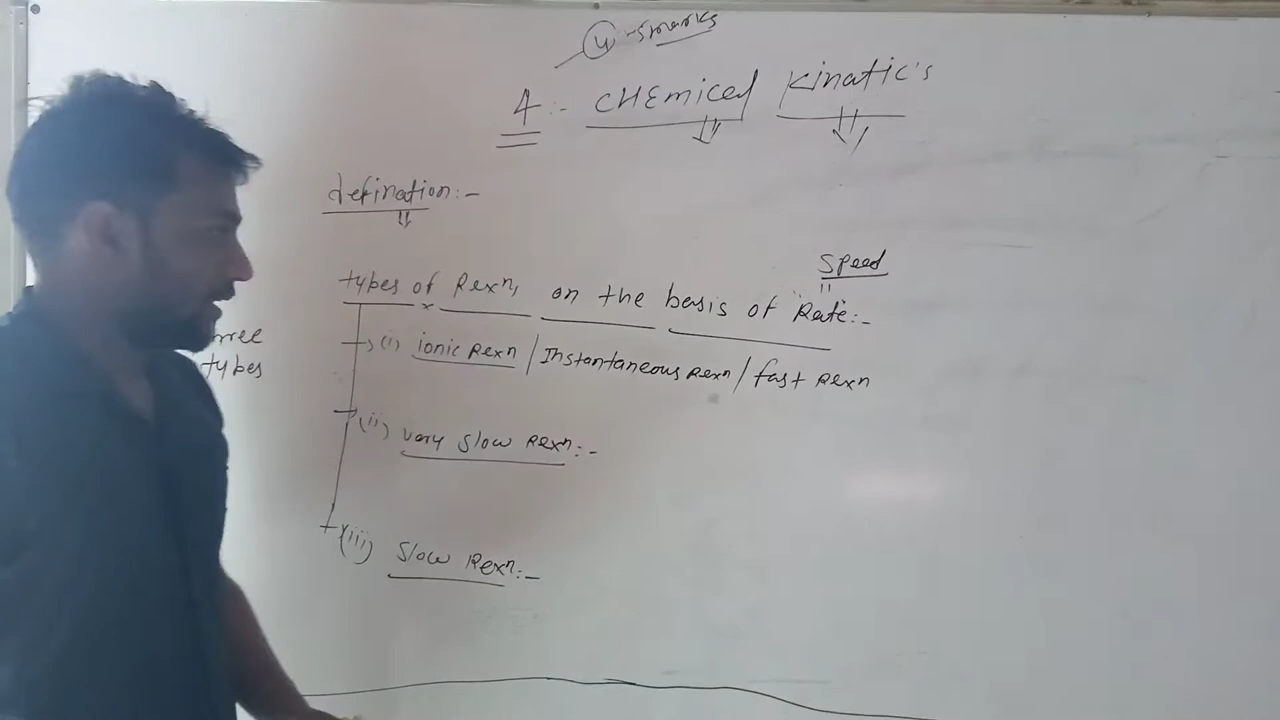 4 - 5marks
4:- CHEmical Kinatic's
defination:-
Speed
types of Rexn, on the basis of Rate:-
(i) ionic Rexn / Instantaneous Rexn / fast Rexn
types
(ii) very slow Rexn:-
(iii) Slow Rexn:-